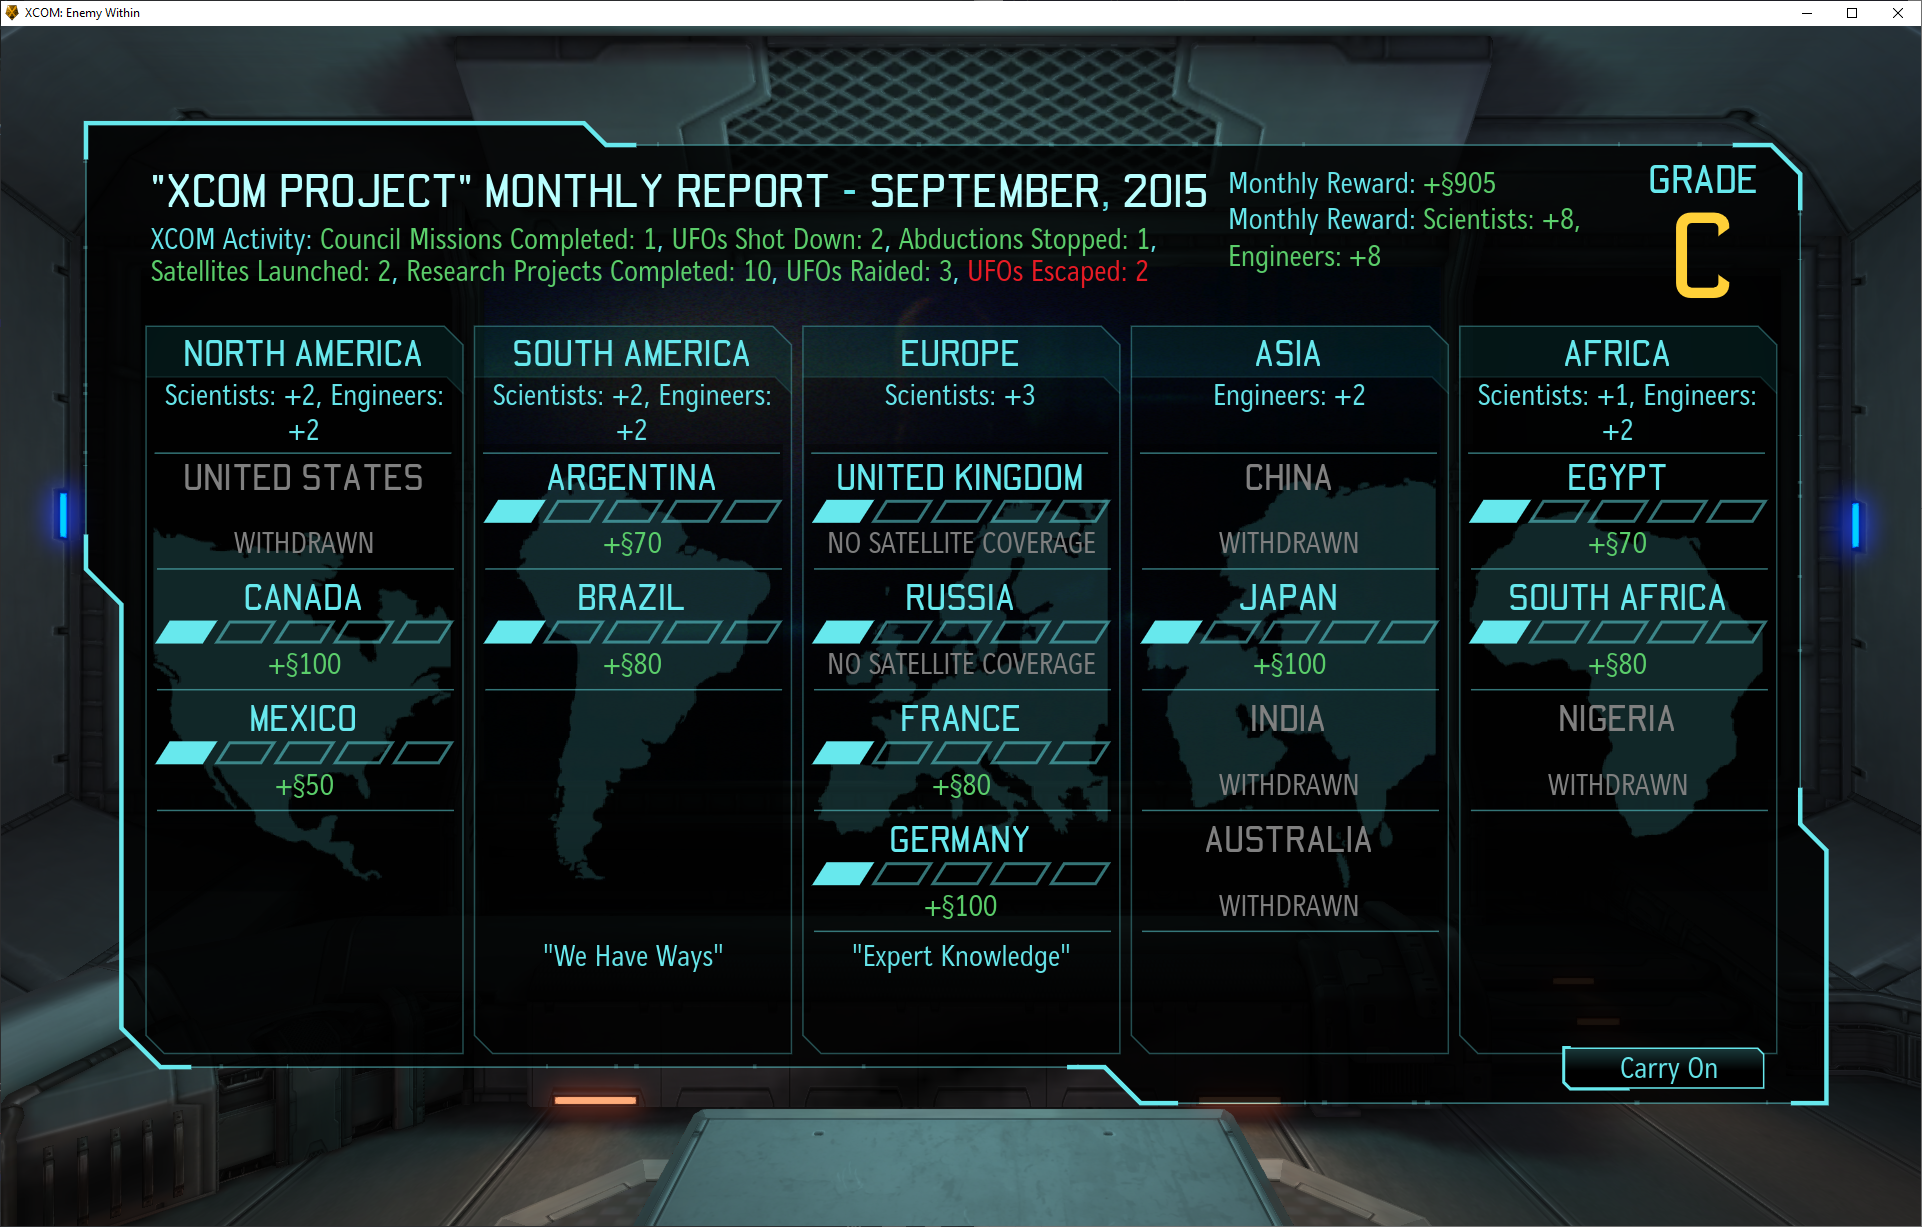 XCOM: Enemy Within
"XCOM PROJECT" MONTHLY REPORT - SEPTEMBER, 2015
XCOM Activity: Council Missions Completed: 1, UFOs Shot Down: 2, Abductions Stopped: 1,
Satellites Launched: 2, Research Projects Completed: 10, UFOs Raided: 3, UFOs Escaped: 2
Monthly Reward: +§905
Monthly Reward: Scientists: +8,
Engineers: +8
GRADE
C
NORTH AMERICA
Scientists: +2, Engineers:
+2
UNITED STATES
WITHDRAWN
CANADA
+§100
MEXICO
+§50
SOUTH AMERICA
Scientists: +2, Engineers:
+2
ARGENTINA
+§70
BRAZIL
+§80
"We Have Ways"
EUROPE
Scientists: +3
UNITED KINGDOM
NO SATELLITE COVERAGE
RUSSIA
NO SATELLITE COVERAGE
FRANCE
+§80
GERMANY
+§100
"Expert Knowledge"
ASIA
Engineers: +2
CHINA
WITHDRAWN
JAPAN
+§100
INDIA
WITHDRAWN
AUSTRALIA
WITHDRAWN
AFRICA
Scientists: +1, Engineers:
+2
EGYPT
+§70
SOUTH AFRICA
+§80
NIGERIA
WITHDRAWN
Carry On